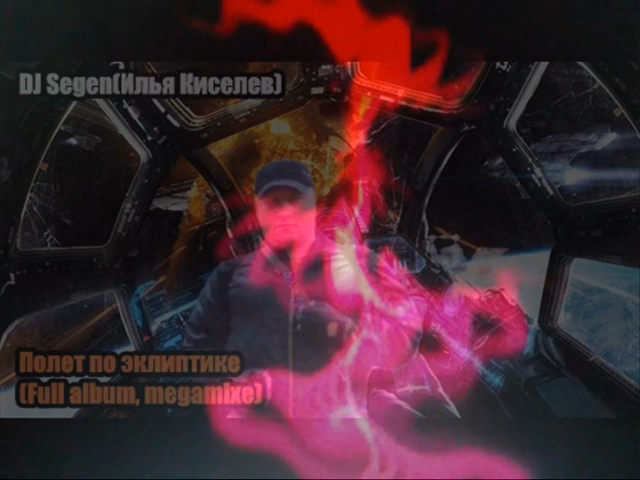 DJ Segen(Илья Киселев)
Полет по эклиптике
(Full album, megamixe)